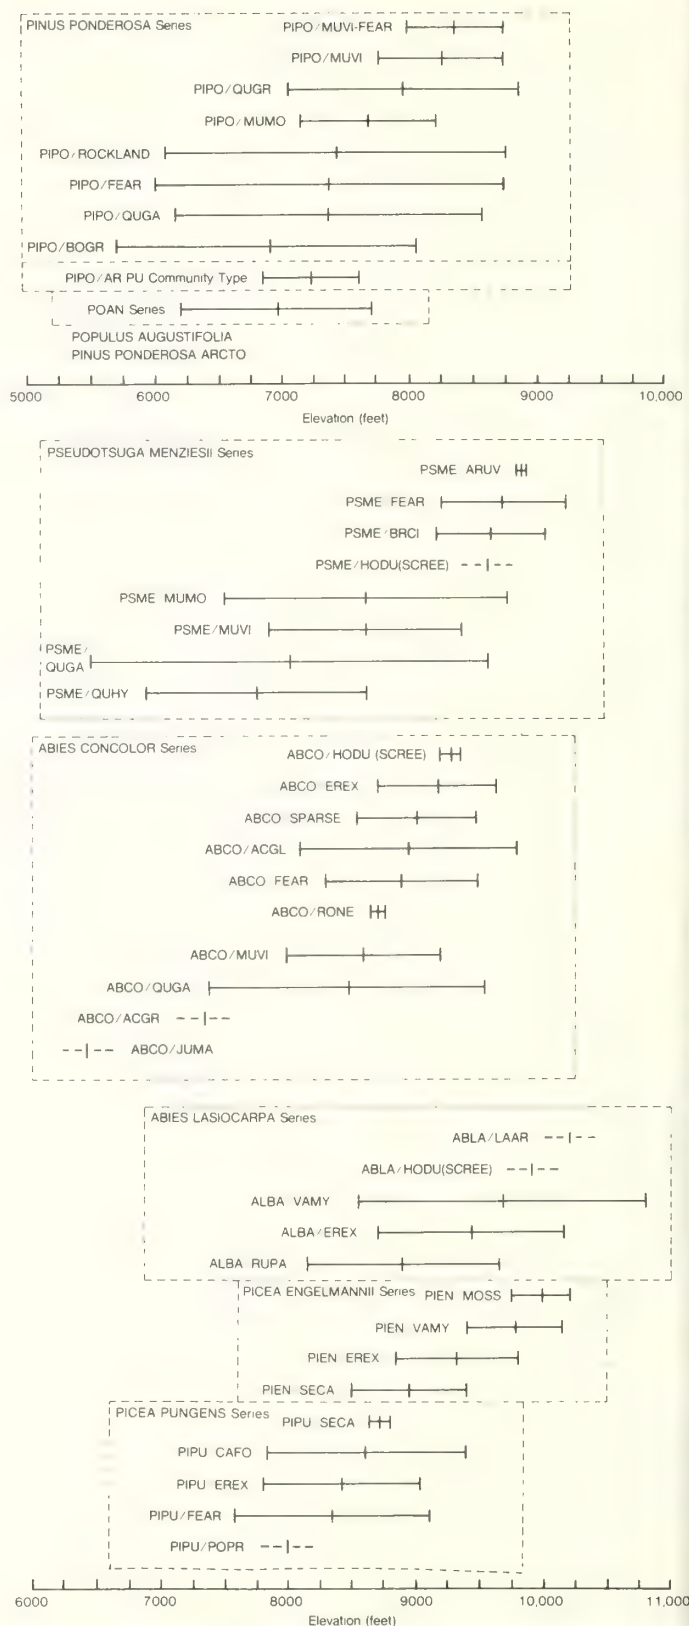 PINUS PONDEROSA Series
PIPO/MUVI-FEAR
PIPO/MUVI
PIPO/QUGR
PIPO/MUMO
PIPO/ROCKLAND
PIPO/FEAR
PIPO/QUGA
PIPO/BOGR
PIPO/AR PU Community Type
POAN Series
POPULUS AUGUSTIFOLIA
PINUS PONDEROSA ARCTO
5000 6000 7000 8000 9000 10,000
Elevation (feet)
PSEUDOTSUGA MENZIESII Series
PSME ARUV
PSME FEAR
PSME/BRCI
PSME/HODU(SCREE)
PSME MUMO
PSME/MUVI
PSME/
QUGA
PSME/QUHY
ABIES CONCOLOR Series
ABCO/HODU (SCREE)
ABCO EREX
ABCO SPARSE
ABCO/ACGL
ABCO FEAR
ABCO/RONE
ABCO/MUVI
ABCO/QUGA
ABCO/ACGR
ABCO/JUMA
ABIES LASIOCARPA Series
ABLA/LAAR
ABLA/HODU(SCREE)
ALBA VAMY
ALBA/EREX
ALBA RUPA
PICEA ENGELMANNII Series
PIEN MOSS
PIEN VAMY
PIEN EREX
PIEN SECA
PICEA PUNGENS Series
PIPU SECA
PIPU CAFO
PIPU EREX
PIPU/FEAR
PIPU/POPR
6000 7000 8000 9000 10,000 11,000
Elevation (feet)